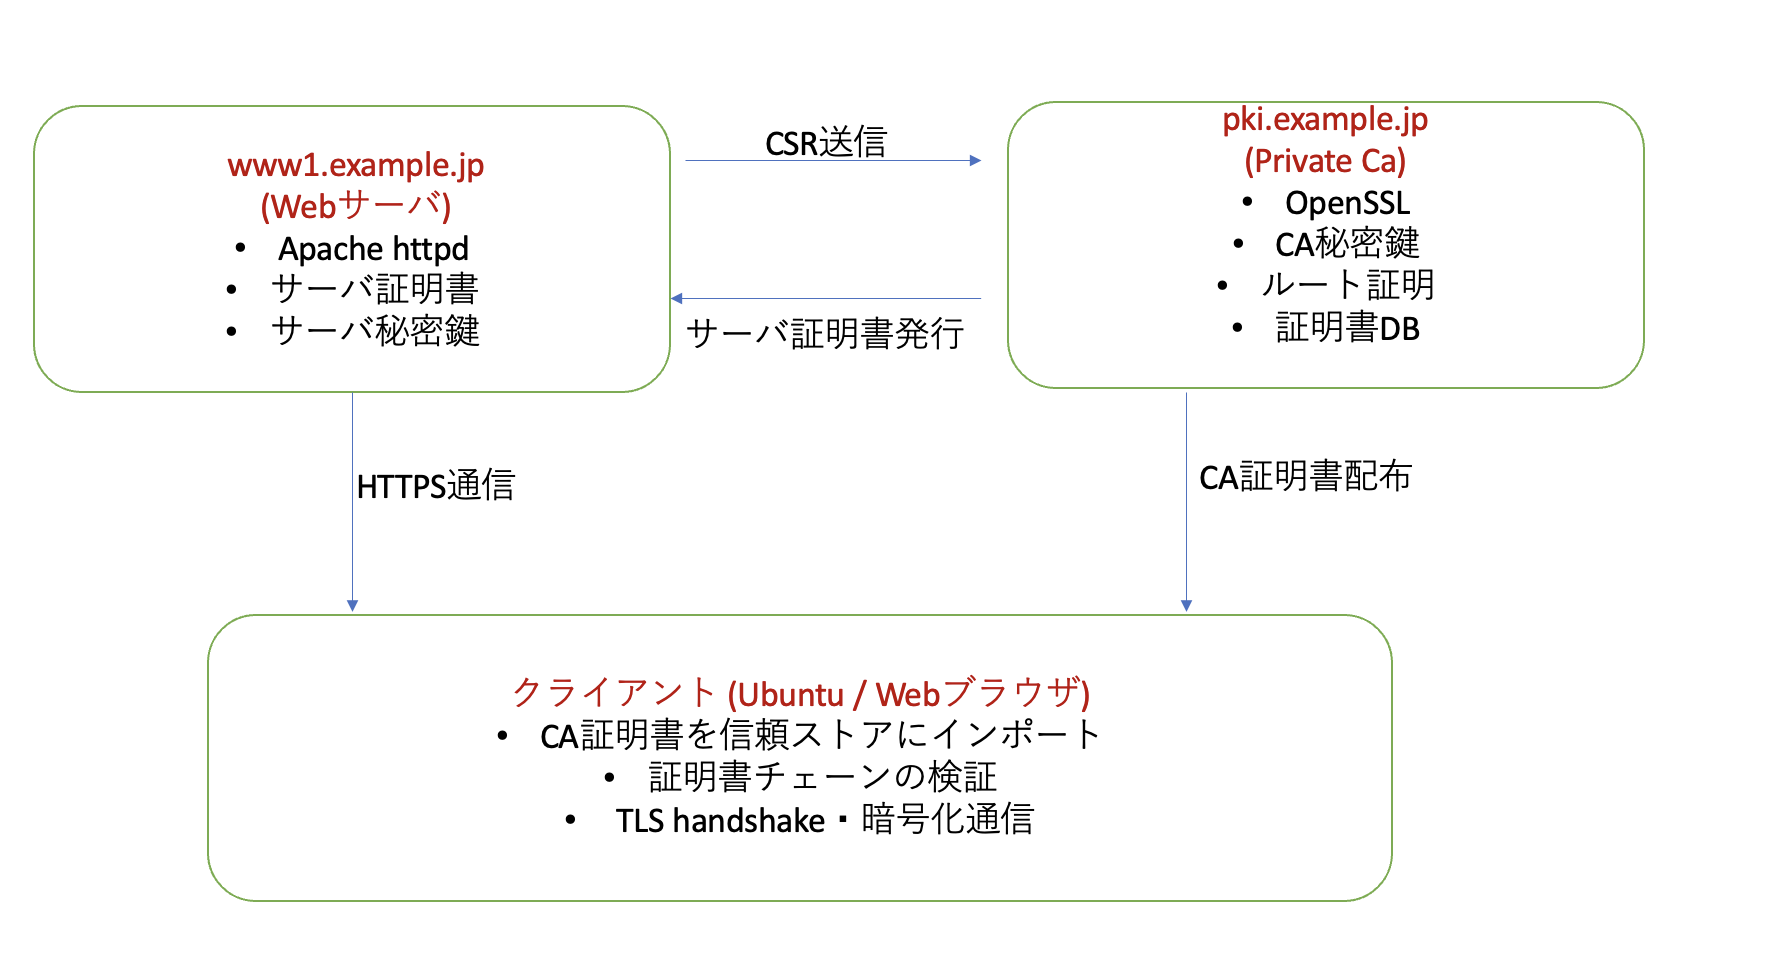 www1.example.jp
(Webサーバ)
• Apache httpd
• サーバ証明書
• サーバ秘密鍵
CSR送信
サーバ証明書発行
pki.example.jp
(Private Ca)
• OpenSSL
• CA秘密鍵
• ルート証明
• 証明書DB
HTTPS通信
CA証明書配布
クライアント (Ubuntu / Webブラウザ)
• CA証明書を信頼ストアにインポート
• 証明書チェーンの検証
• TLS handshake・暗号化通信